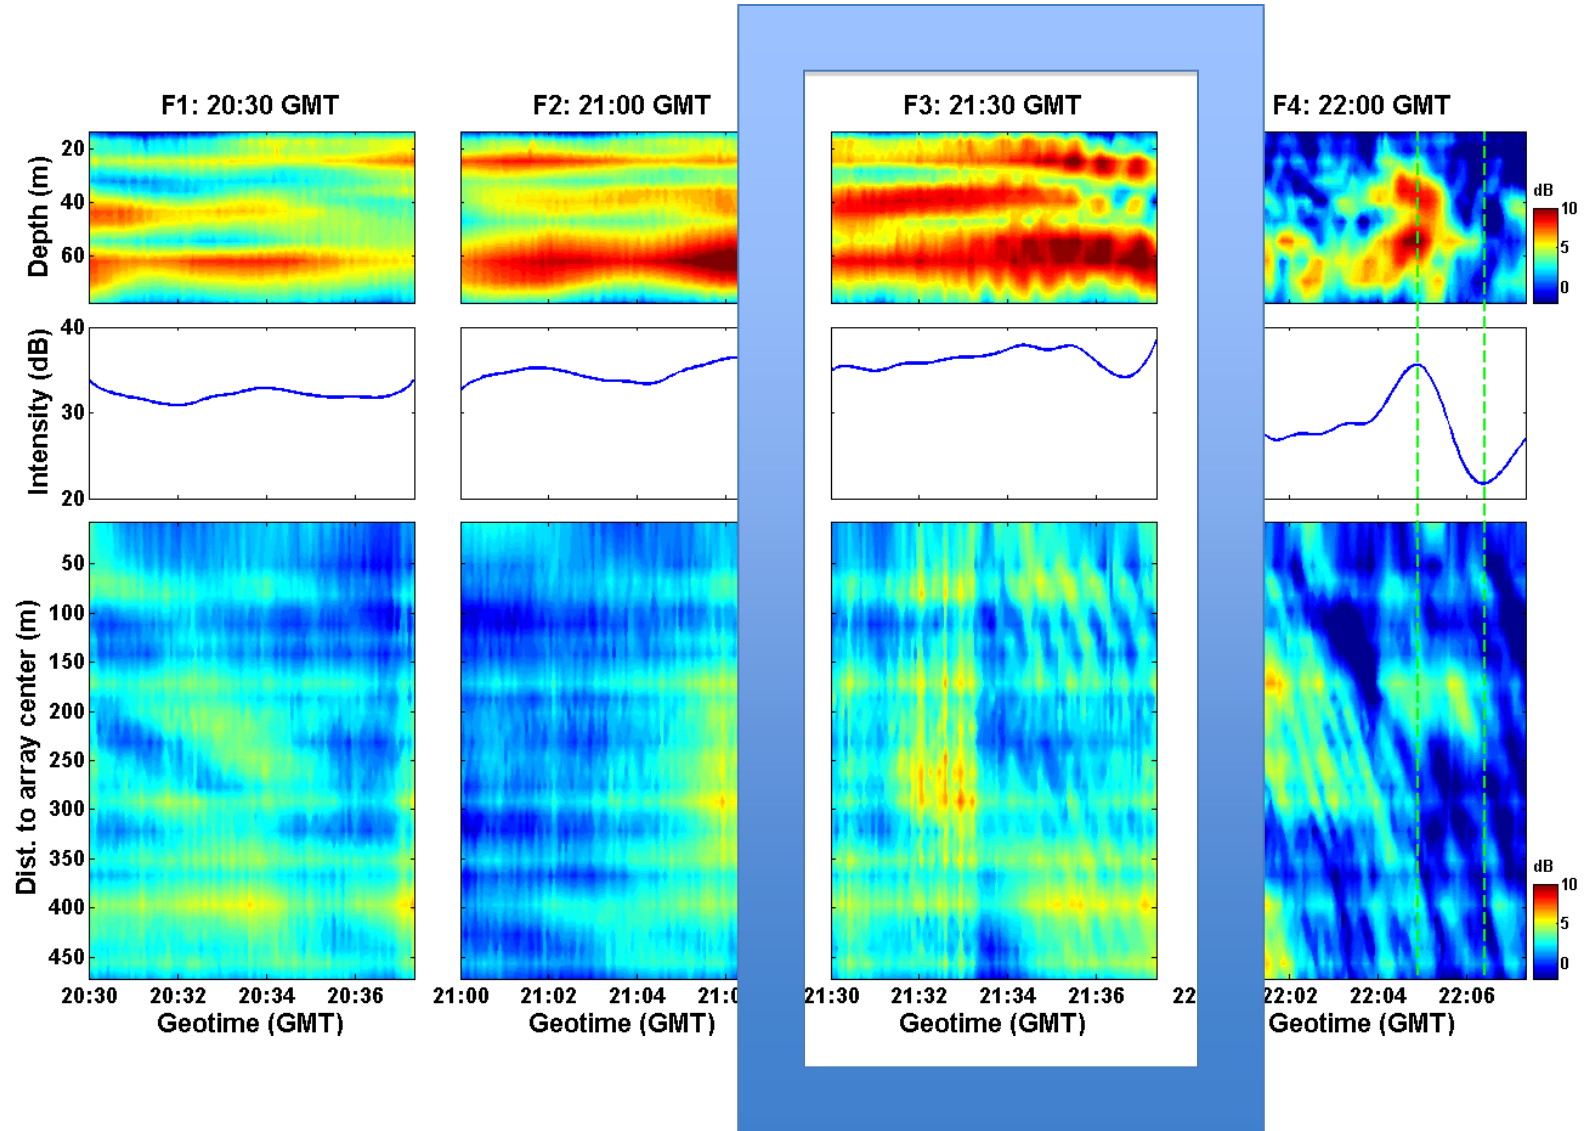 F1: 20:30 GMT
F2: 21:00 GMT
F3: 21:30 GMT
F4: 22:00 GMT
Depth (m)
20
40
60
dB
10
5
0
Intensity (dB)
40
30
20
Dist. to array center (m)
50
100
150
200
250
300
350
400
450
dB
10
5
0
20:30 20:32 20:34 20:36
21:00 21:02 21:04 21:0
21:30 21:32 21:34 21:36 22
22:02 22:04 22:06
Geotime (GMT)
Geotime (GMT)
Geotime (GMT)
Geotime (GMT)